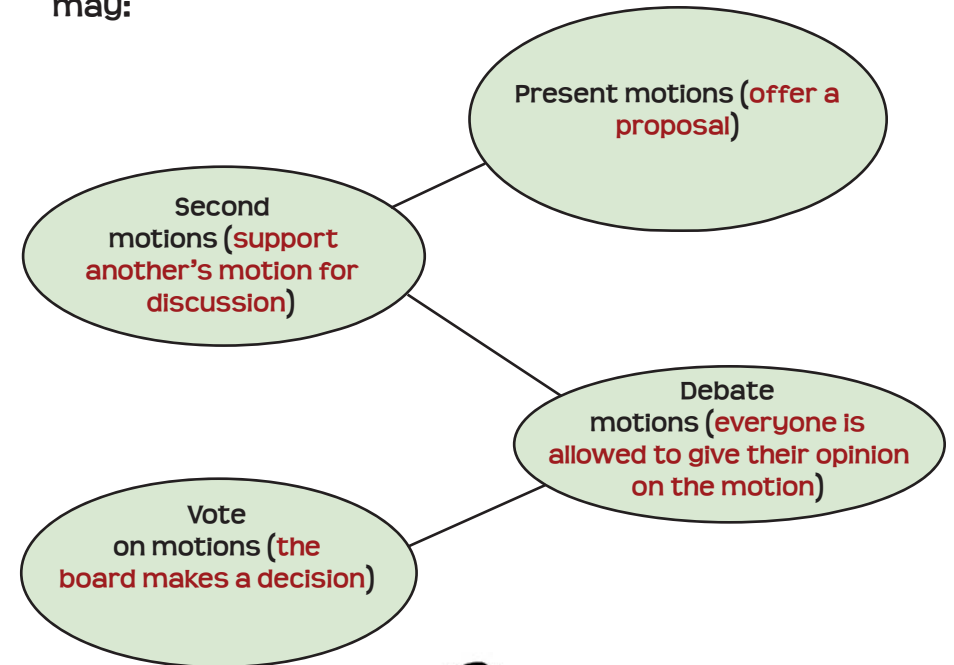 may:
Present motions (offer a
proposal)
Second
motions (support
another's motion for
discussion)
Debate
motions (everyone is
allowed to give their opinion
on the motion)
Vote
on motions (the
board makes a decision)